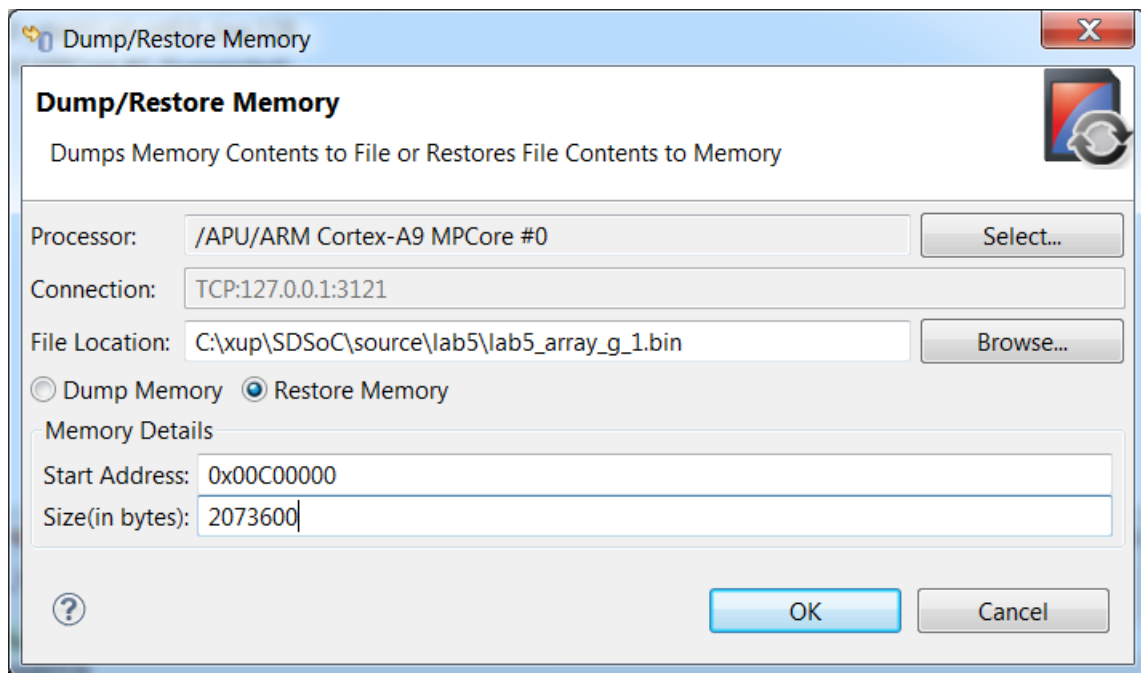 Dump/Restore Memory
X
Dump/Restore Memory
Dumps Memory Contents to File or Restores File Contents to Memory
Processor: /APU/ARM Cortex-A9 MPCore #0 Select...
Connection: TCP:127.0.0.1:3121
File Location: C:\xup\SDSoC\source\lab5\lab5_array_g_1.bin Browse...
Dump Memory Restore Memory
Memory Details
Start Address: 0x00C00000
Size(in bytes): 2073600
? OK Cancel